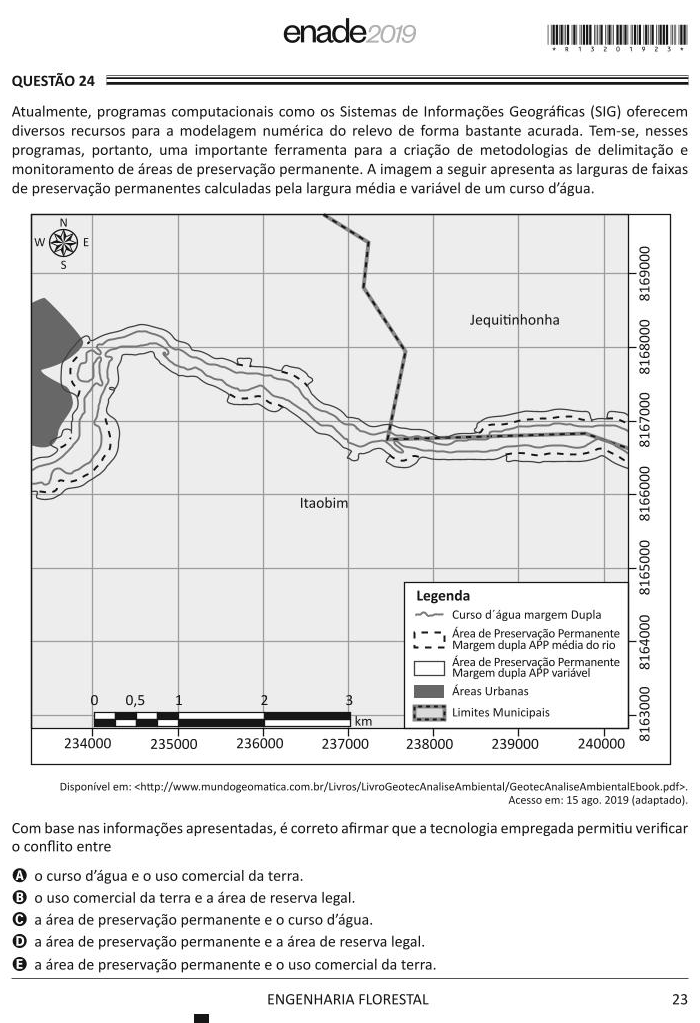 enade2019
* R 1 3 2 0 1 9 2 3 *
QUESTÃO 24
Atualmente, programas computacionais como os Sistemas de Informações Geográficas (SIG) oferecem
diversos recursos para a modelagem numérica do relevo de forma bastante acurada. Tem-se, nesses
programas, portanto, uma importante ferramenta para a criação de metodologias de delimitação e
monitoramento de áreas de preservação permanente. A imagem a seguir apresenta as larguras de faixas
de preservação permanentes calculadas pela largura média e variável de um curso d’água.
N
W E
S
Jequitinhonha
Itaobim
8169000
8168000
8167000
8166000
8165000
8164000
8163000
Legenda
Curso d´água margem Dupla
Área de Preservação Permanente
Margem dupla APP média do rio
Área de Preservação Permanente
Margem dupla APP variável
Áreas Urbanas
Limites Municipais
0 0,5 1 2 3
km
234000 235000 236000 237000 238000 239000 240000
Disponível em: <http://www.mundogeomatica.com.br/Livros/LivroGeotecAnaliseAmbiental/GeotecAnaliseAmbientalEbook.pdf>.
Acesso em: 15 ago. 2019 (adaptado).
Com base nas informações apresentadas, é correto afirmar que a tecnologia empregada permitiu verificar
o conflito entre
A o curso d’água e o uso comercial da terra.
B o uso comercial da terra e a área de reserva legal.
C a área de preservação permanente e o curso d’água.
D a área de preservação permanente e a área de reserva legal.
E a área de preservação permanente e o uso comercial da terra.
ENGENHARIA FLORESTAL 23